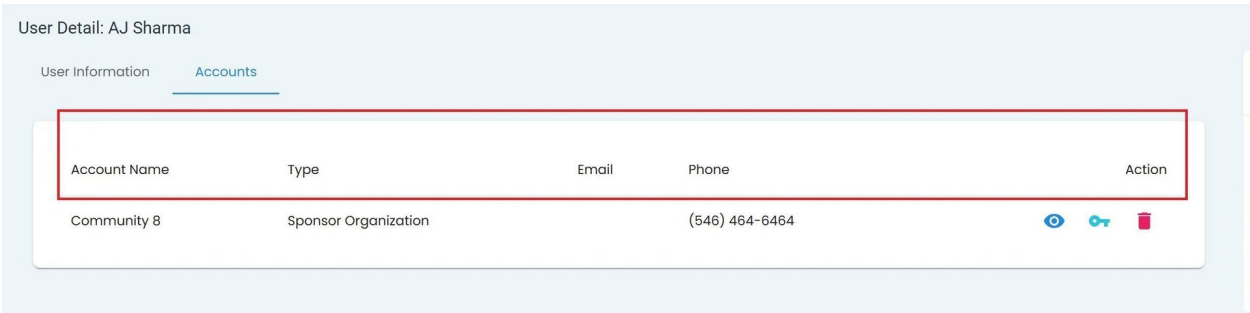 User Detail: AJ Sharma
User Information Accounts
Account Name Type Email Phone Action
Community 8 Sponsor Organization (546) 464-6464